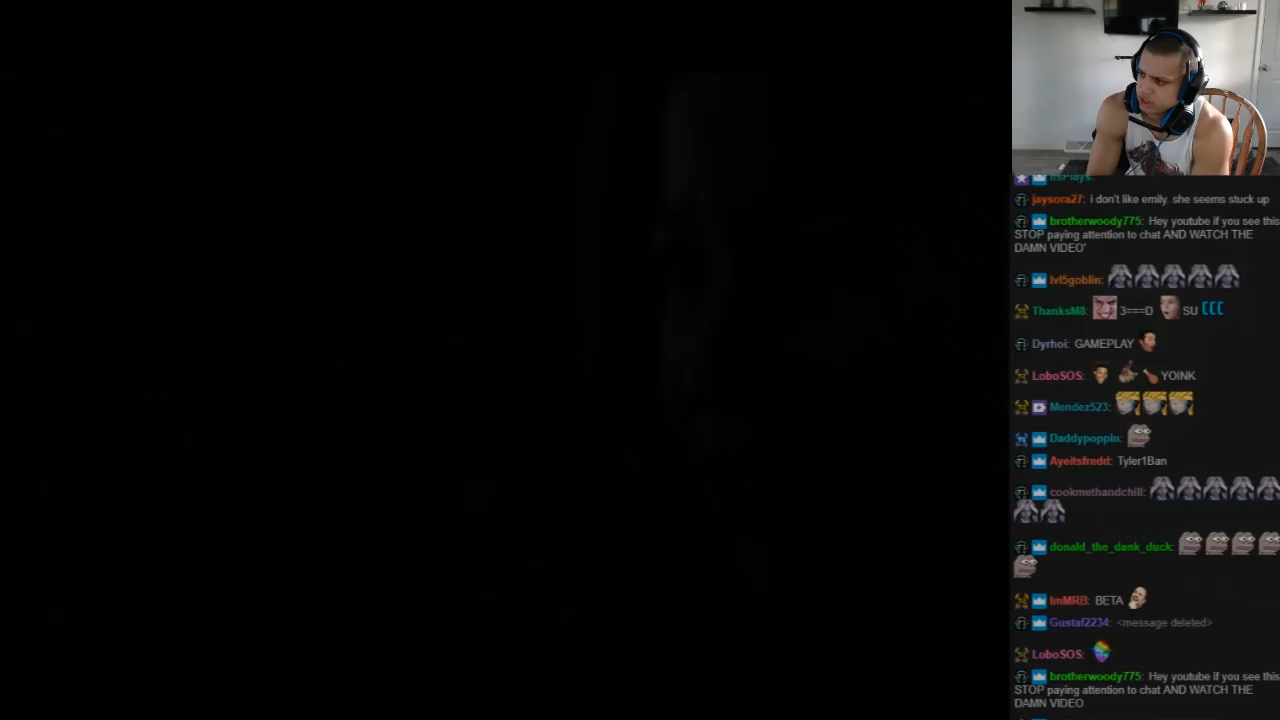 itsPlays:
jaysora27: i don't like emily. she seems stuck up
brotherwoody775: Hey youtube if you see this
STOP paying attention to chat AND WATCH THE
DAMN VIDEO'
lvl5goblin:
ThanksM8: 3===D SU
Dyrhoi: GAMEPLAY
LoboSOS: YOINK
Mendez523:
Daddypoppin:
Ayeitsfredd: Tyler1Ban
cookmethandchill:
donald_the_dank_duck:
ImMRB: BETA
Gustaf2234: <message deleted>
LoboSOS:
brotherwoody775: Hey youtube if you see this
STOP paying attention to chat AND WATCH THE
DAMN VIDEO